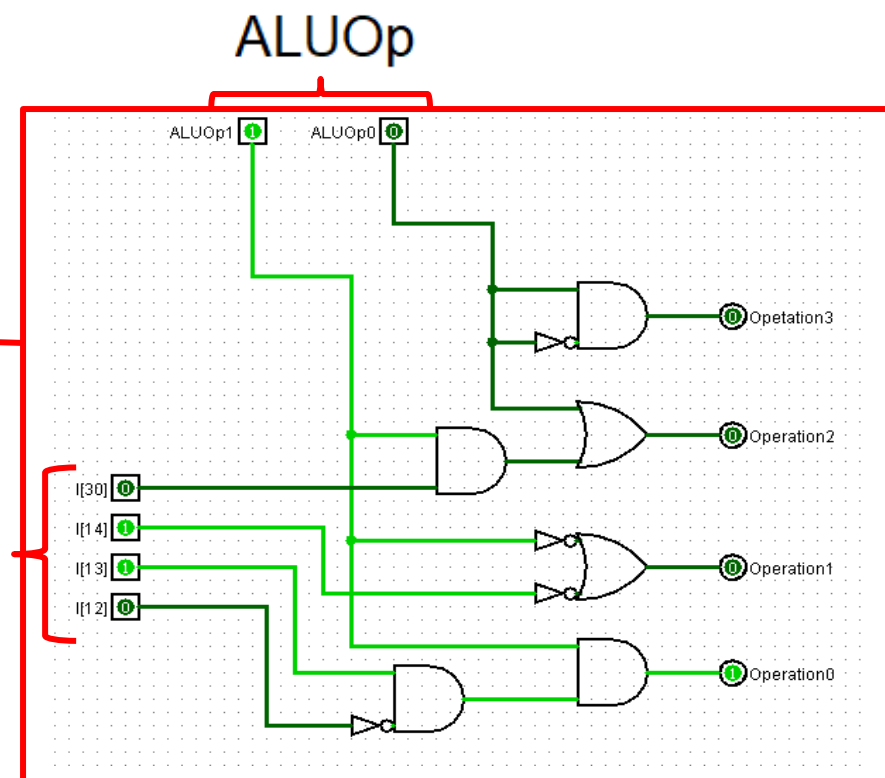 ALUOp
ALUOp1 1 ALUOp0 0
0 Opetation3
0 Operation2
I[30] 0
I[14] 1
I[13] 1
0 Operation1
I[12] 0
1 Operation0